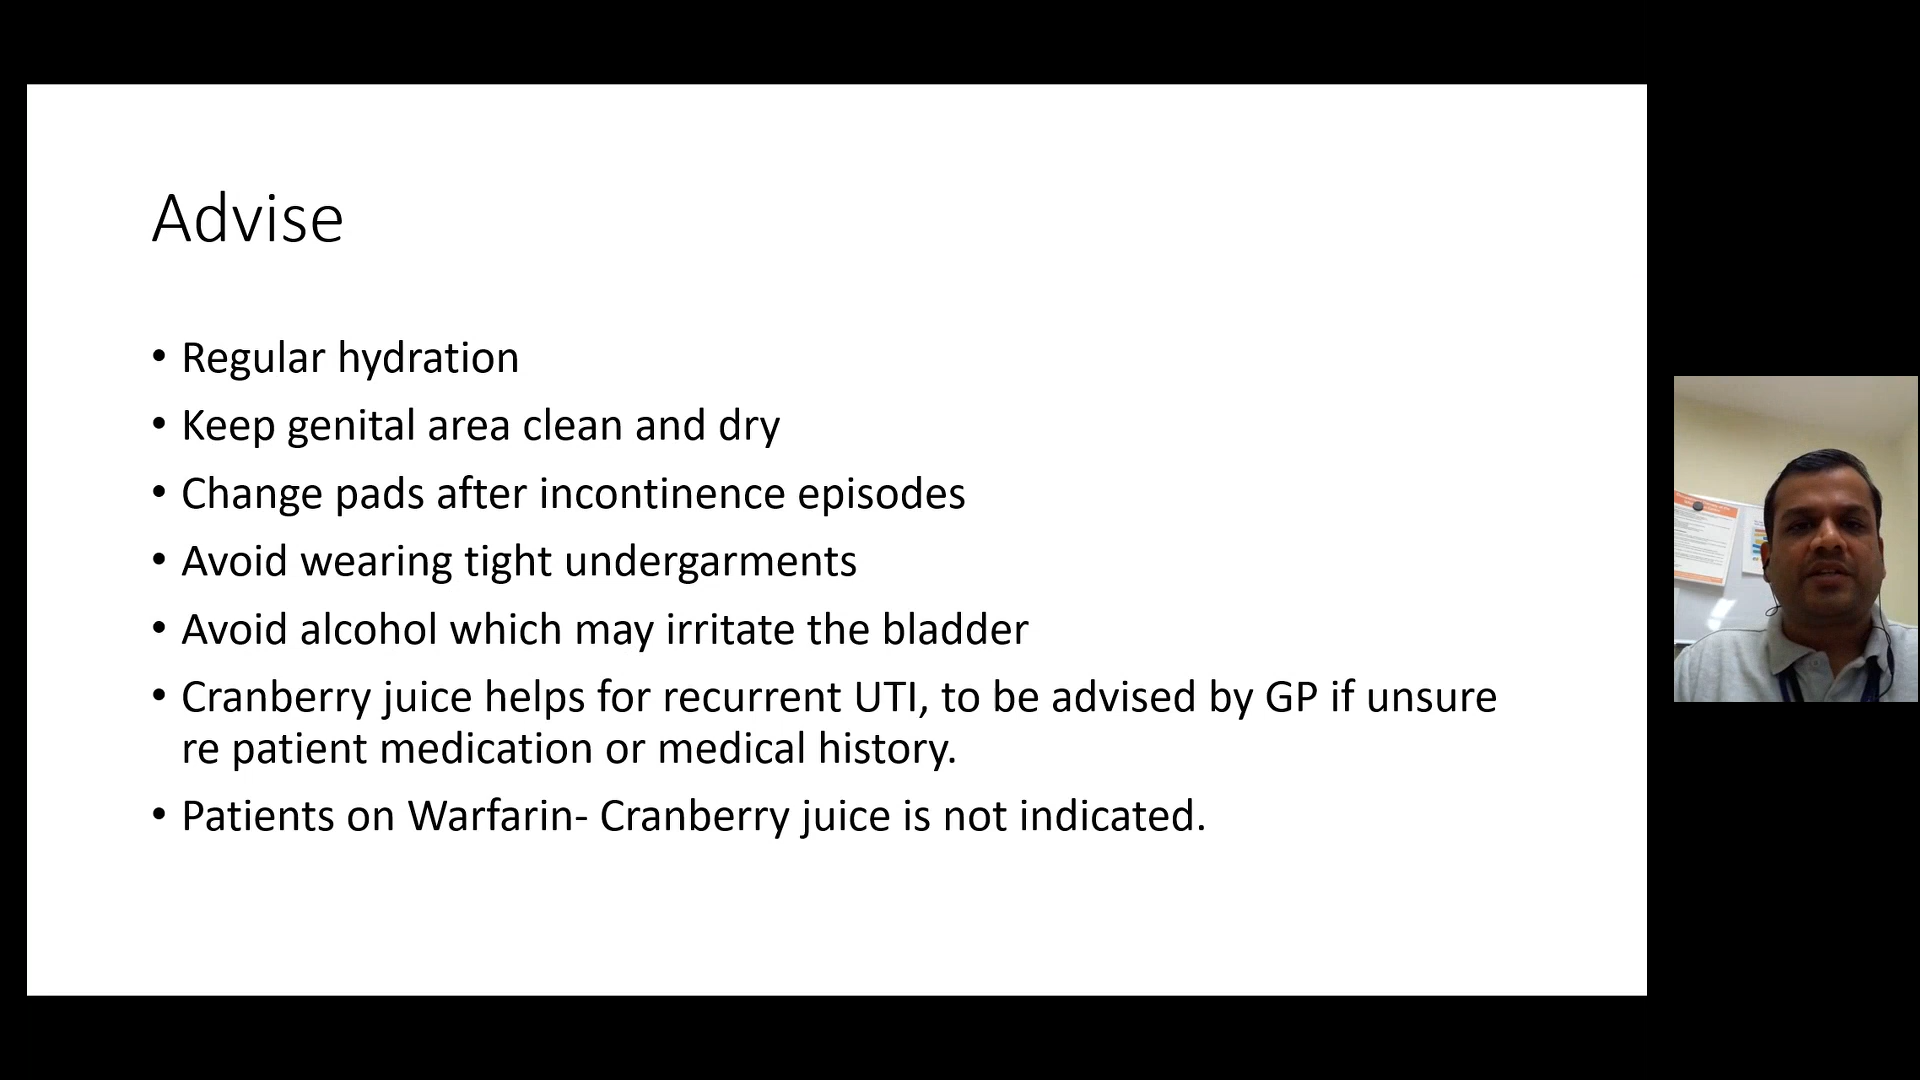 Advise
• Regular hydration
• Keep genital area clean and dry
• Change pads after incontinence episodes
• Avoid wearing tight undergarments
• Avoid alcohol which may irritate the bladder
• Cranberry juice helps for recurrent UTI, to be advised by GP if unsure
re patient medication or medical history.
• Patients on Warfarin- Cranberry juice is not indicated.